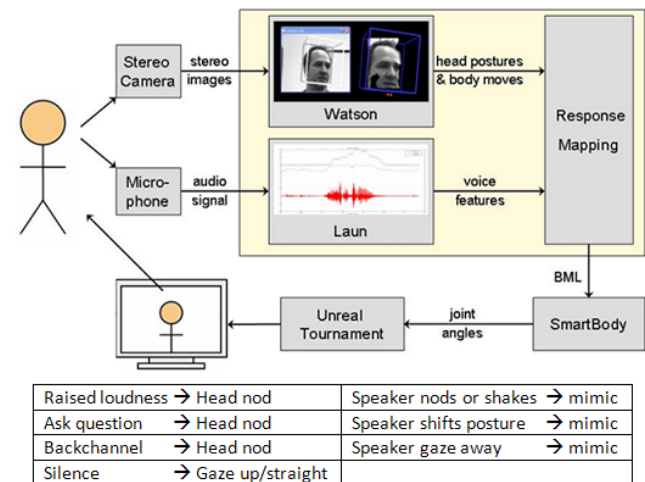 Stereo
Camera
stereo
images
Watson
head postures
& body moves
Response
Mapping
Micro-
phone
audio
signal
Laun
voice
features
BML
Unreal
Tournament
joint
angles
SmartBody
Raised loudness → Head nod
Speaker nods or shakes → mimic
Ask question → Head nod
Speaker shifts posture → mimic
Backchannel → Head nod
Speaker gaze away → mimic
Silence → Gaze up/straight